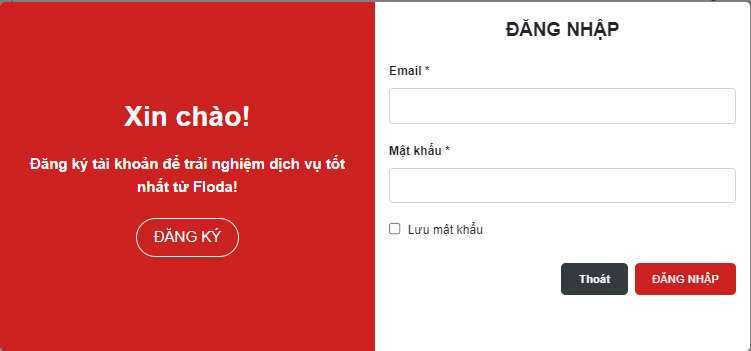 Xin chào!
Đăng ký tài khoản để trải nghiệm dịch vụ tốt
nhất từ Floda!
ĐĂNG KÝ
ĐĂNG NHẬP
Email *
Mật khẩu *
Lưu mật khẩu
Thoát
ĐĂNG NHẬP